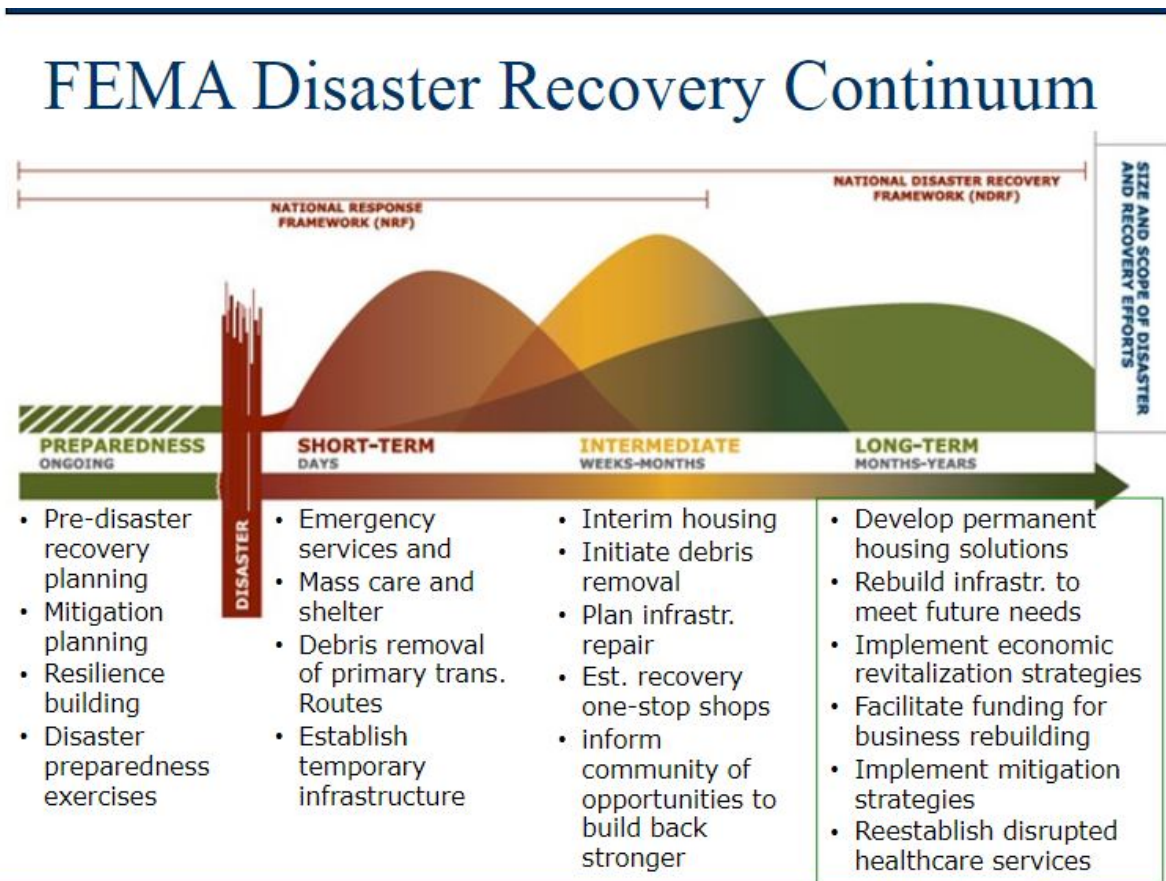 FEMA Disaster Recovery Continuum
NATIONAL DISASTER RECOVERY
FRAMEWORK (NDRF)
NATIONAL RESPONSE
FRAMEWORK (NRF)
SIZE AND SCOPE OF DISASTER
AND RECOVERY EFFORTS
PREPAREDNESS
ONGOING
DISASTER
SHORT-TERM
DAYS
INTERMEDIATE
WEEKS-MONTHS
LONG-TERM
MONTHS-YEARS
• Pre-disaster
recovery
planning
• Mitigation
planning
• Resilience
building
• Disaster
preparedness
exercises
• Emergency
services and
• Mass care and
shelter
• Debris removal
of primary trans.
Routes
• Establish
temporary
infrastructure
• Interim housing
• Initiate debris
removal
• Plan infrastr.
repair
• Est. recovery
one-stop shops
• inform
community of
opportunities to
build back
stronger
• Develop permanent
housing solutions
• Rebuild infrastr. to
meet future needs
• Implement economic
revitalization strategies
• Facilitate funding for
business rebuilding
• Implement mitigation
strategies
• Reestablish disrupted
healthcare services